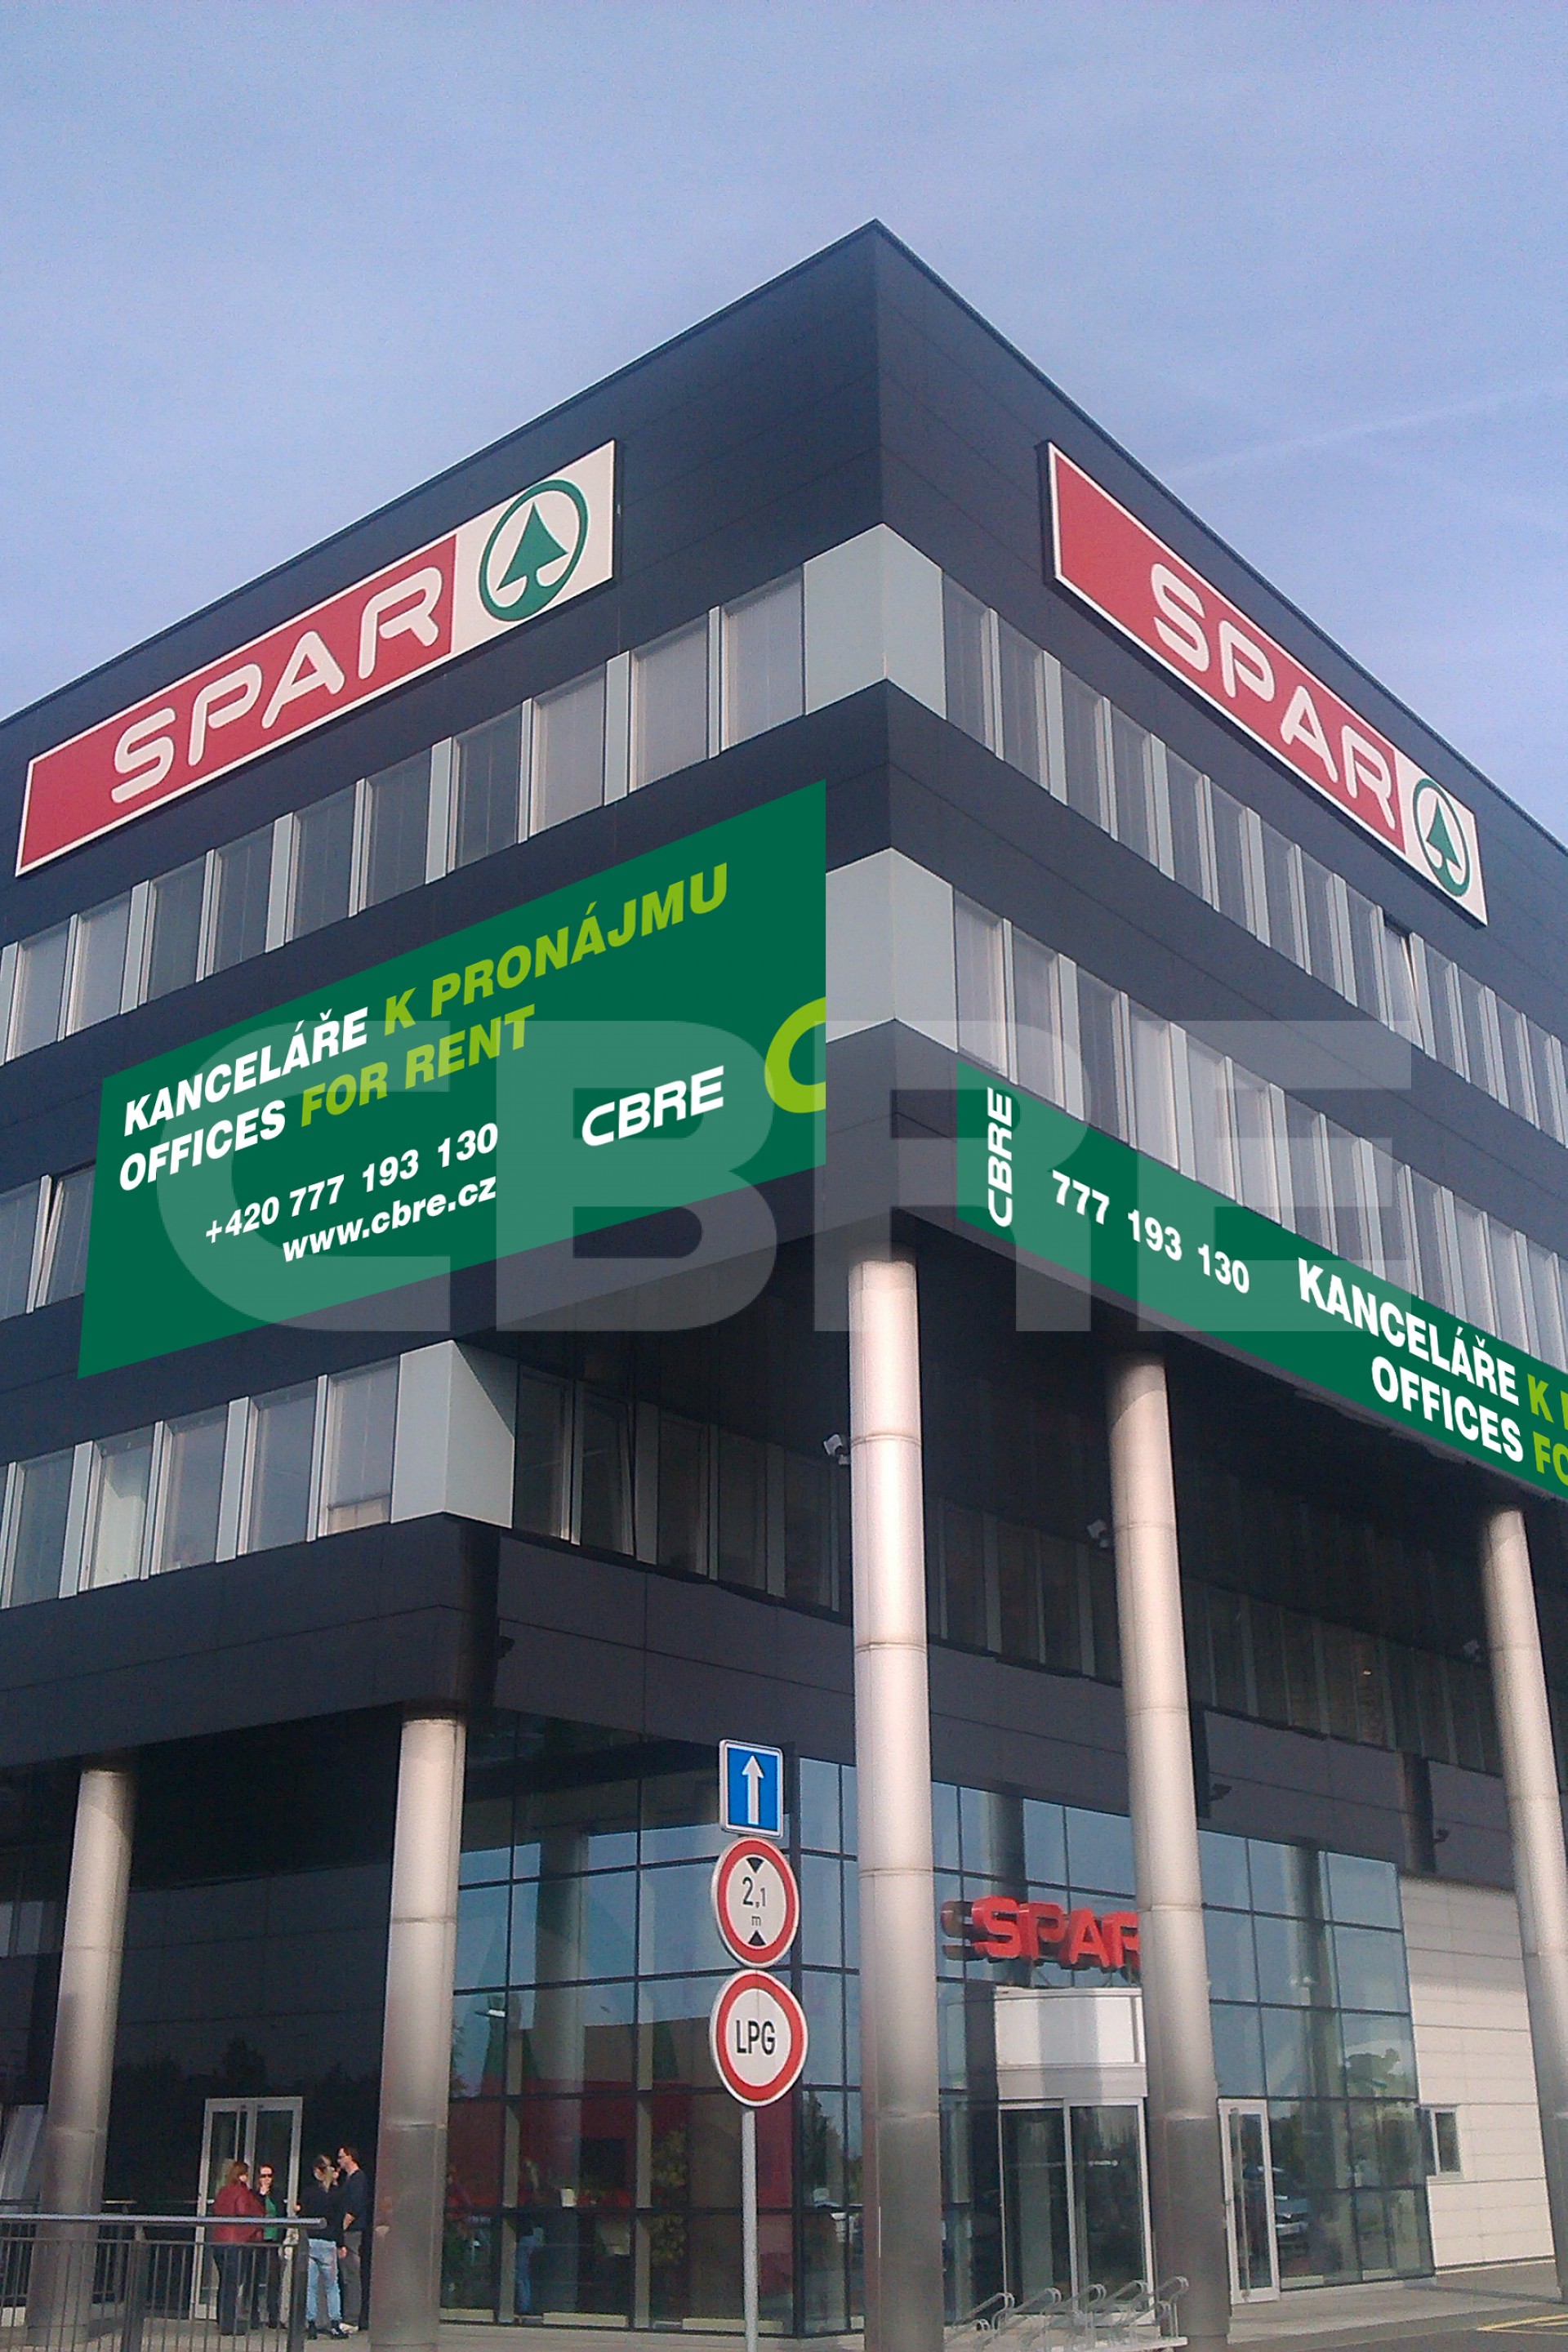 SPAR
SPAR
KANCELÁŘE K PRONÁJMU
OFFICES FOR RENT
+420 777 193 130
www.cbre.cz
CBRE
CBRE
777 193 130
KANCELÁŘE K
OFFICES
CBRE
2,1
m
LPG
SPAR